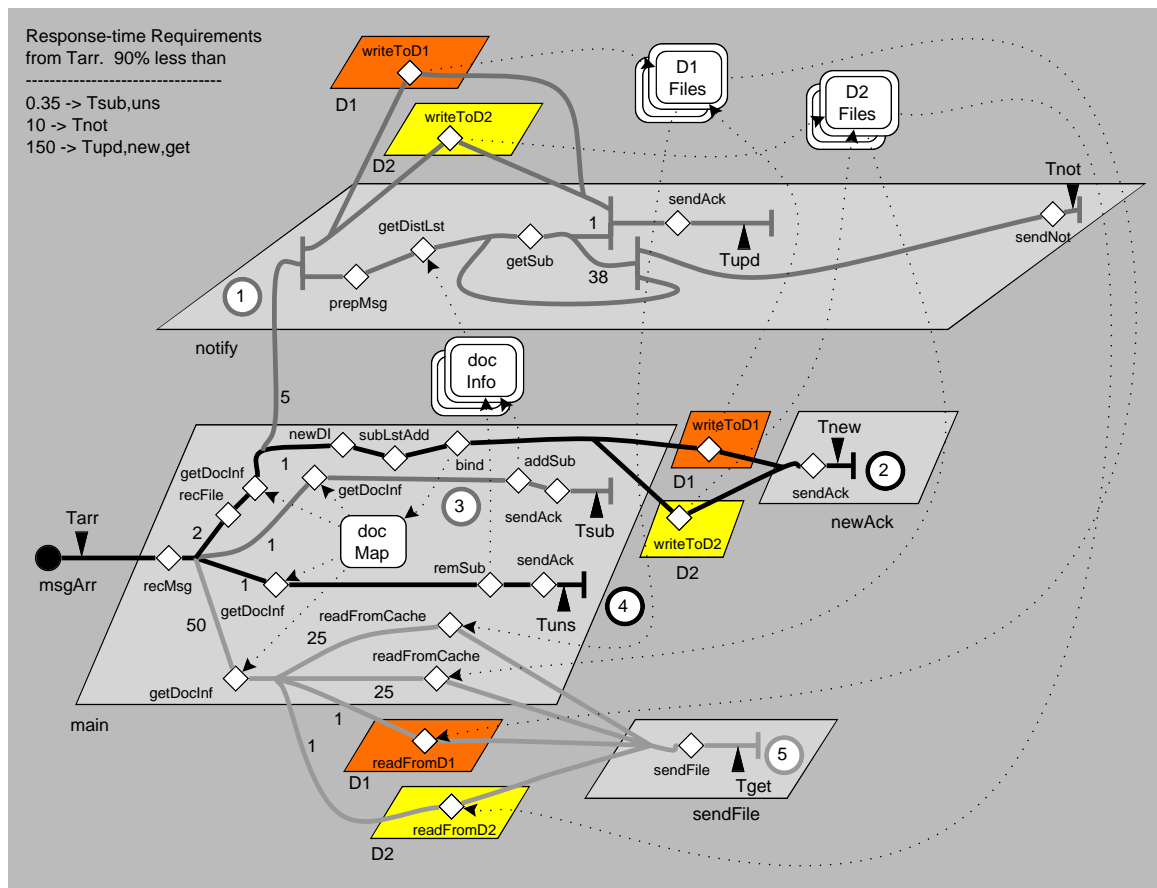 Response-time Requirements
from Tarr. 90% less than
---------------------------------
0.35 -> Tsub,uns
10 -> Tnot
150 -> Tupd,new,get
writeToD1
D1
writeToD2
D2
D1
Files
D2
Files
Tnot
sendNot
sendAck
1
Tupd
getDistLst
getSub
38
prepMsg
1
notify
doc
Info
5
newDI
subLstAdd
bind
1
getDocInf
recFile
2
getDocInf
addSub
sendAck
3
Tsub
1
doc
Map
writeToD1
D1
writeToD2
D2
Tnew
sendAck
2
newAck
Tarr
msgArr
recMsg
1
getDocInf
remSub
sendAck
Tuns
4
50
readFromCache
25
readFromCache
25
getDocInf
main
1
1
readFromD1
D1
readFromD2
D2
sendFile
Tget
5
sendFile